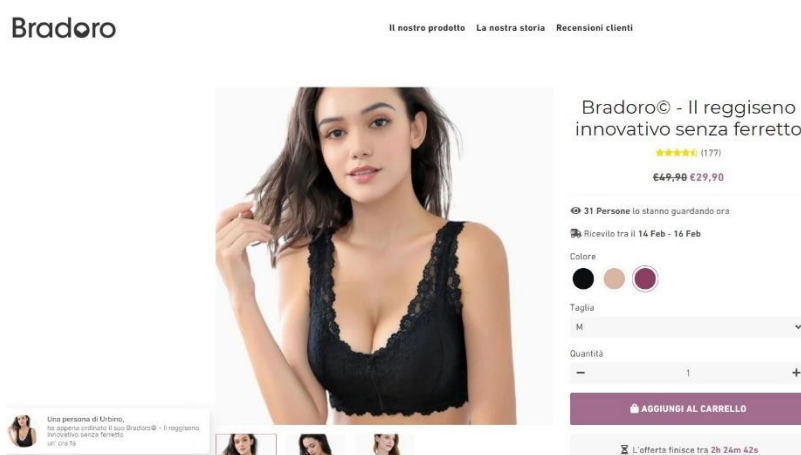 Bradoro
Il nostro prodotto La nostra storia Recensioni clienti
Bradoro© - Il reggiseno
innovativo senza ferretto
(177)
€49,90 €29,90
31 Persone lo stanno guardando ora
Ricevilo tra il 14 Feb - 16 Feb
Colore
Taglia
M
Quantità
− 1 +
AGGIUNGI AL CARRELLO
L'offerta finisce tra 2h 24m 42s
Una persona di Urbino,
ha appena ordinato il suo Bradoro© - Il reggiseno
innovativo senza ferretto
un' ora fa